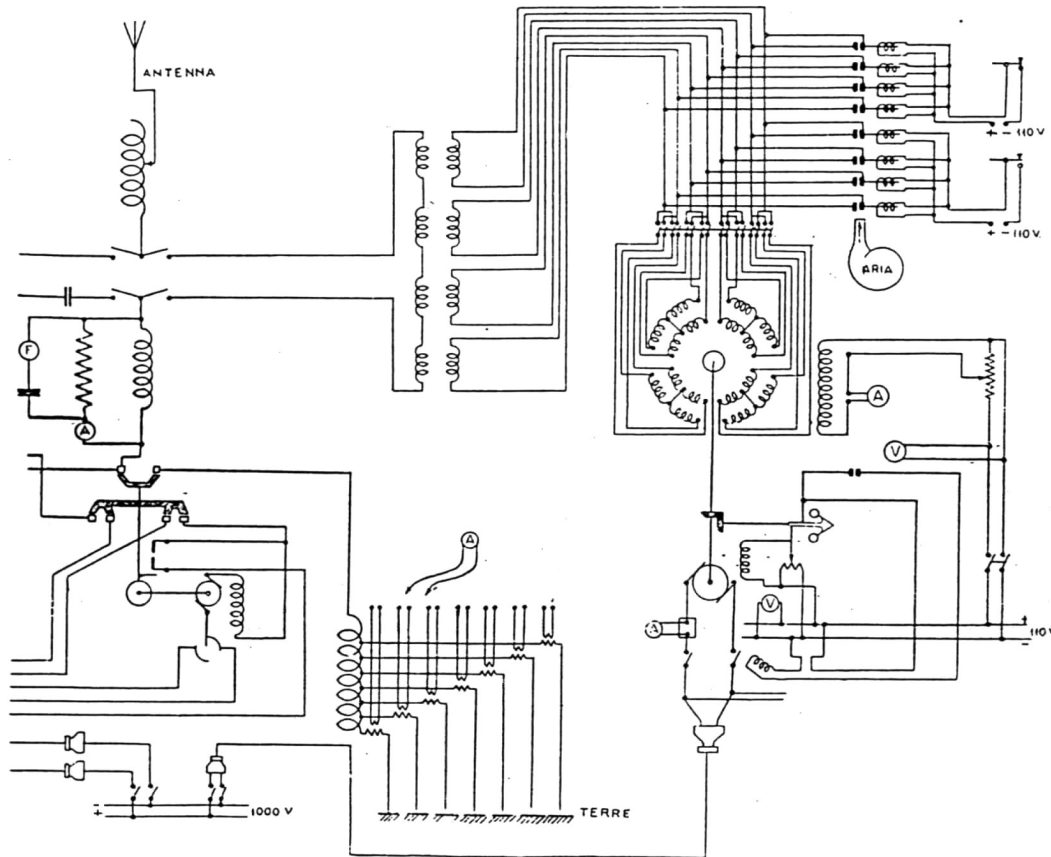 ANTENNA
+ - 110 V
+ - 110 V.
ARIA
F
A
A
V
A
V
A
+
110 V
-
TERRE
-
+
1000 V